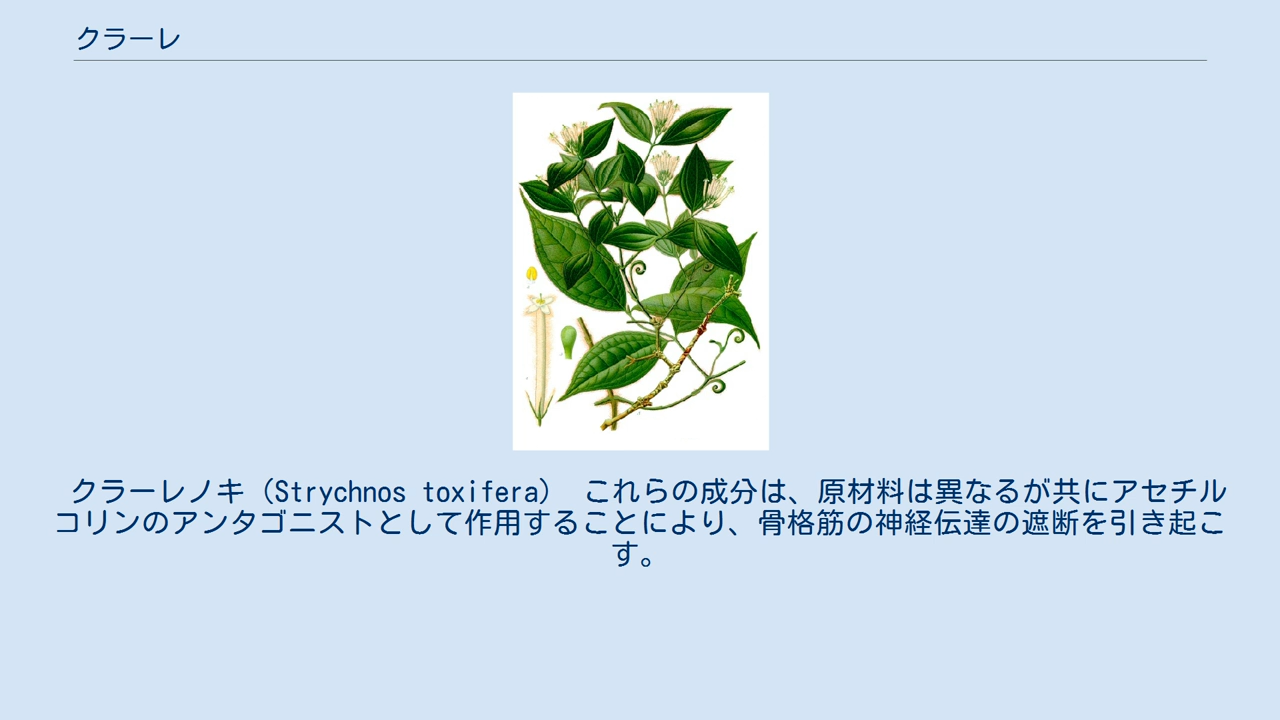 クラーレ
クラーレノキ（Strychnos toxifera）　これらの成分は、原材料は異なるが共にアセチル
コリンのアンタゴニストとして作用することにより、骨格筋の神経伝達の遮断を引き起こ
す。